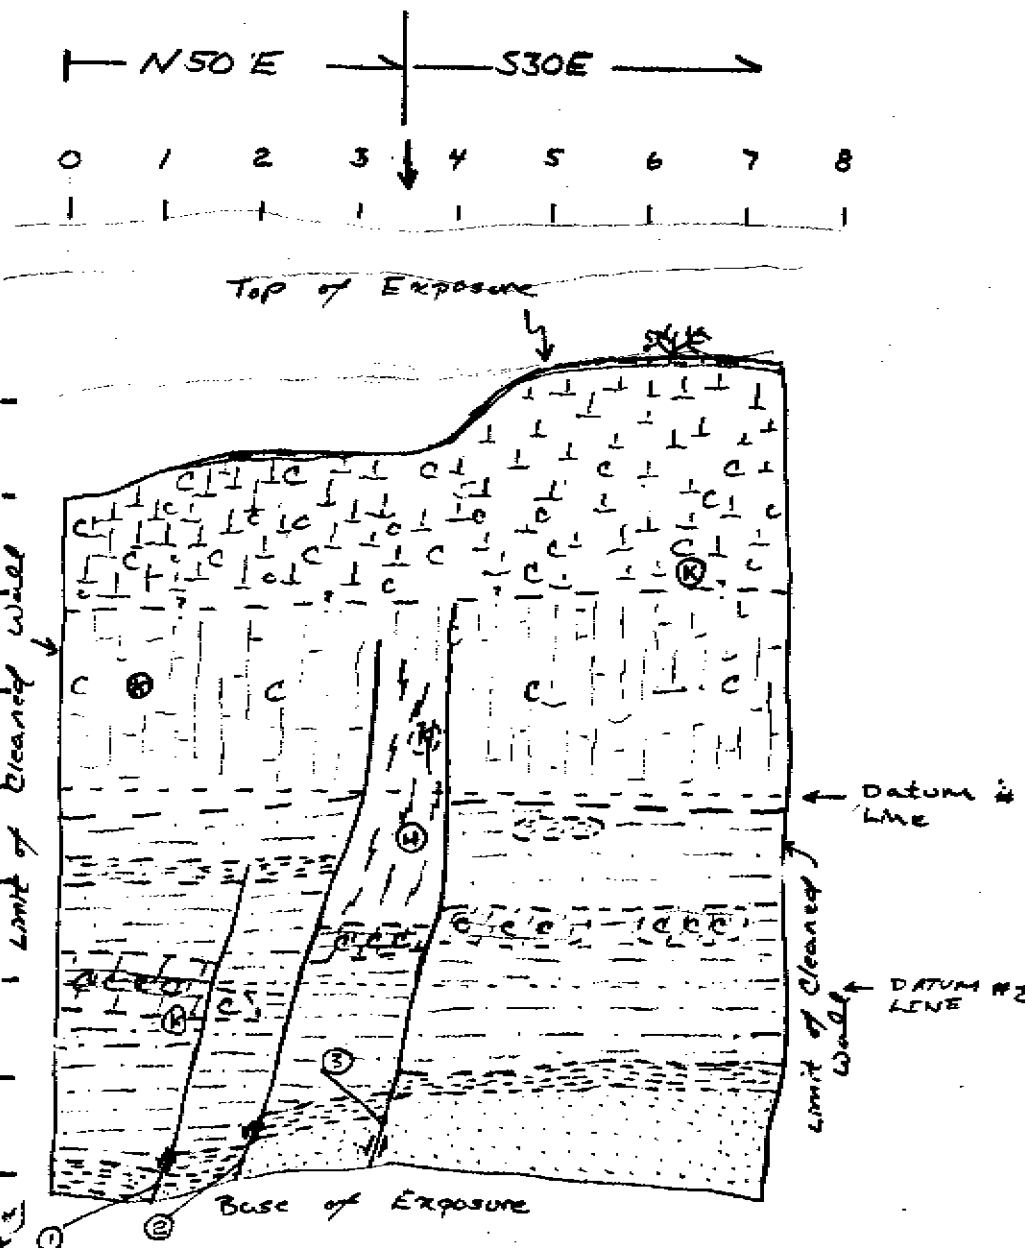 N50E S30E
0 1 2 3 4 5 6 7 8
Top of Exposure
C C C C C
C C C C C C C C
C C C C C C C C
K
Limit of Cleaned Wall
C K C C C
K
Datum #
Line
4
C C C C C C C C C
C C C C C
K
DATUM #2
LINE
Limit of Cleaned
Wall
3
Base of Exposure
1 2